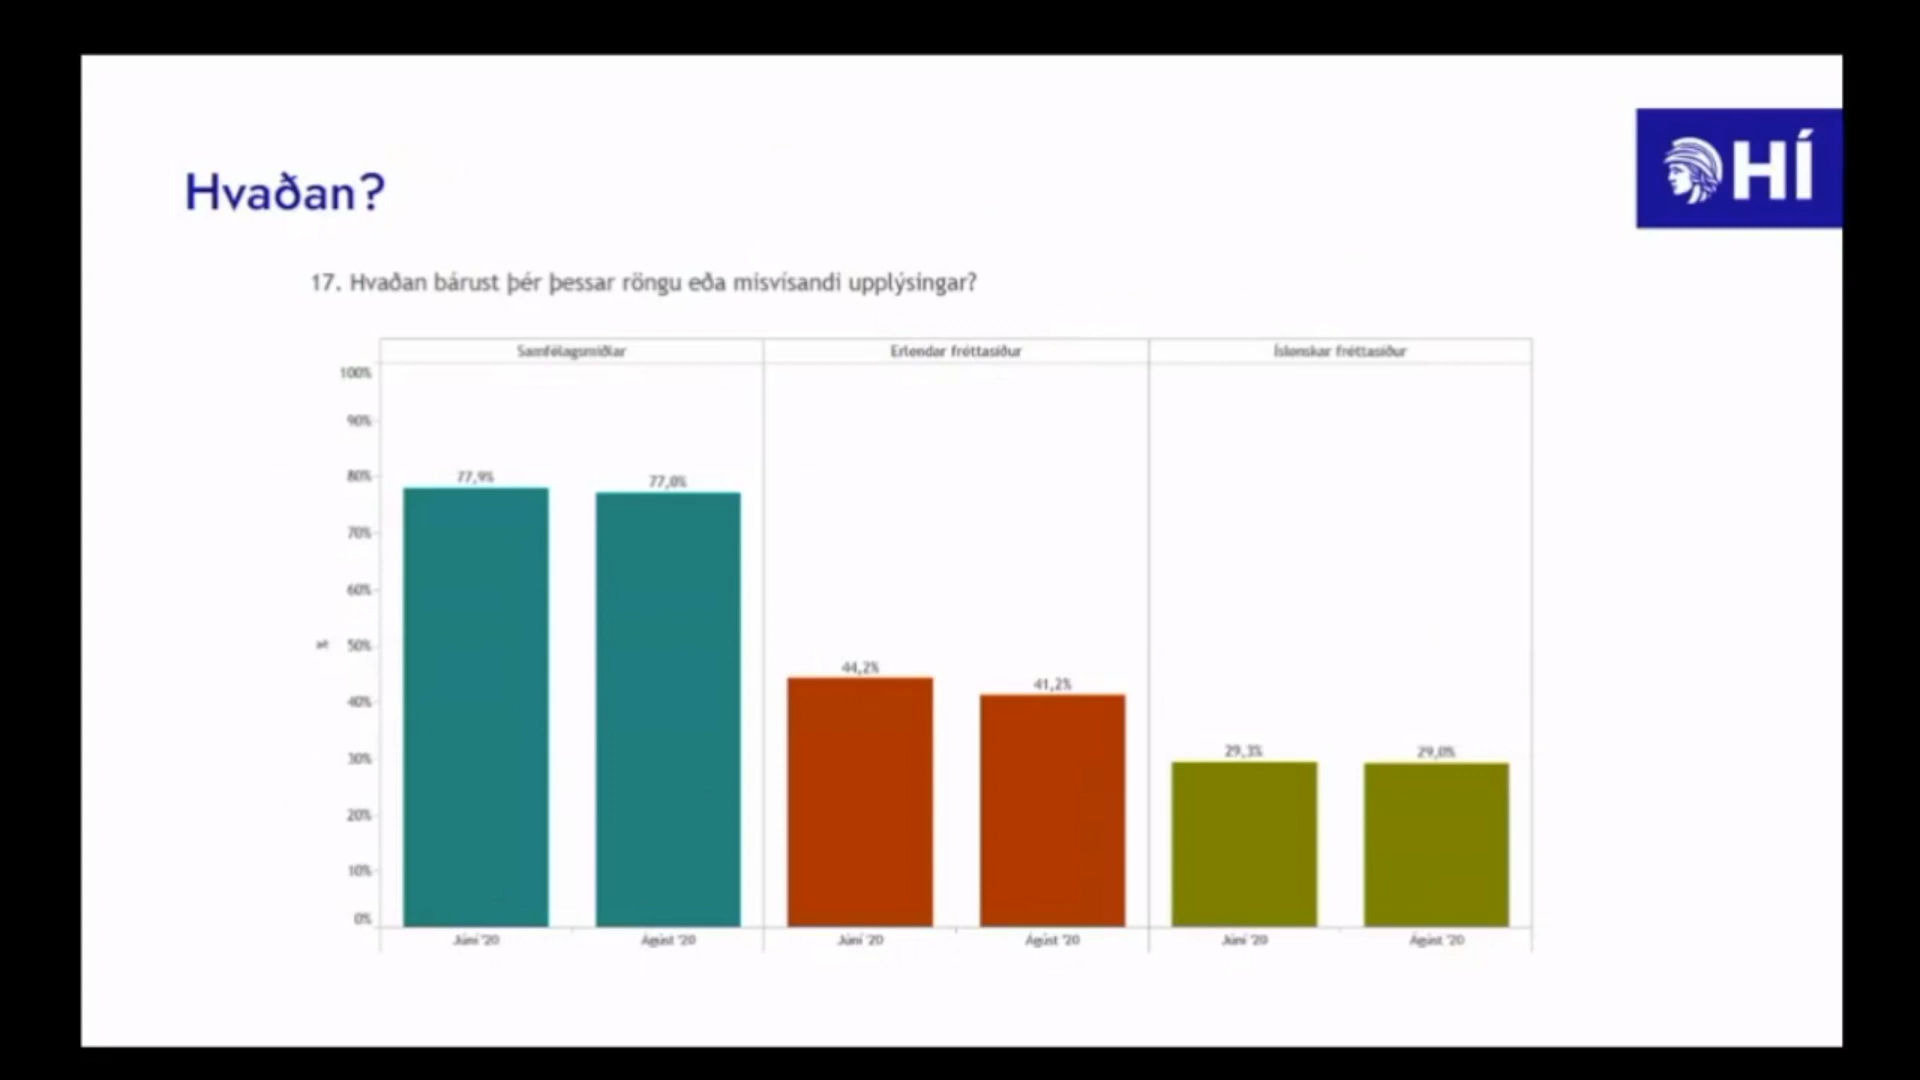 HÍ
Hvaðan?
17. Hvaðan bárust þér þessar röngu eða misvísandi upplýsingar?
Samfélagsmiðlar Erlendar fréttasíður Íslenskar fréttasíður
100%
90%
80%
70%
60%
50%
40%
30%
20%
10%
0%
%
77,9% 77,0% 44,2% 41,2% 29,3% 29,0%
Júní '20 Ágúst '20 Júní '20 Ágúst '20 Júní '20 Ágúst '20